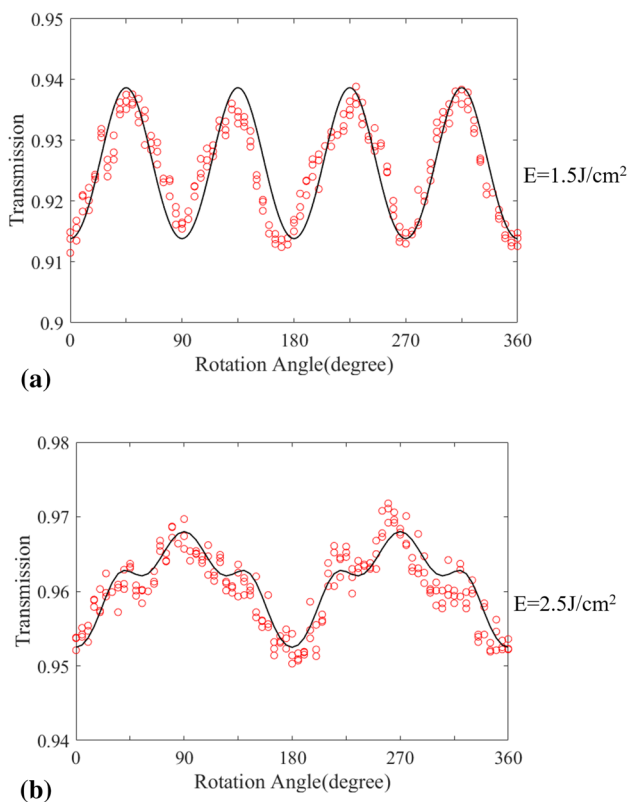 0.95
0.94
0.93
0.92
0.91
0.9
Transmission
E=1.5J/cm²
0 90 180 270 360
Rotation Angle(degree)
(a)
0.98
0.97
0.96
0.95
0.94
Transmission
E=2.5J/cm²
0 90 180 270 360
Rotation Angle(degree)
(b)